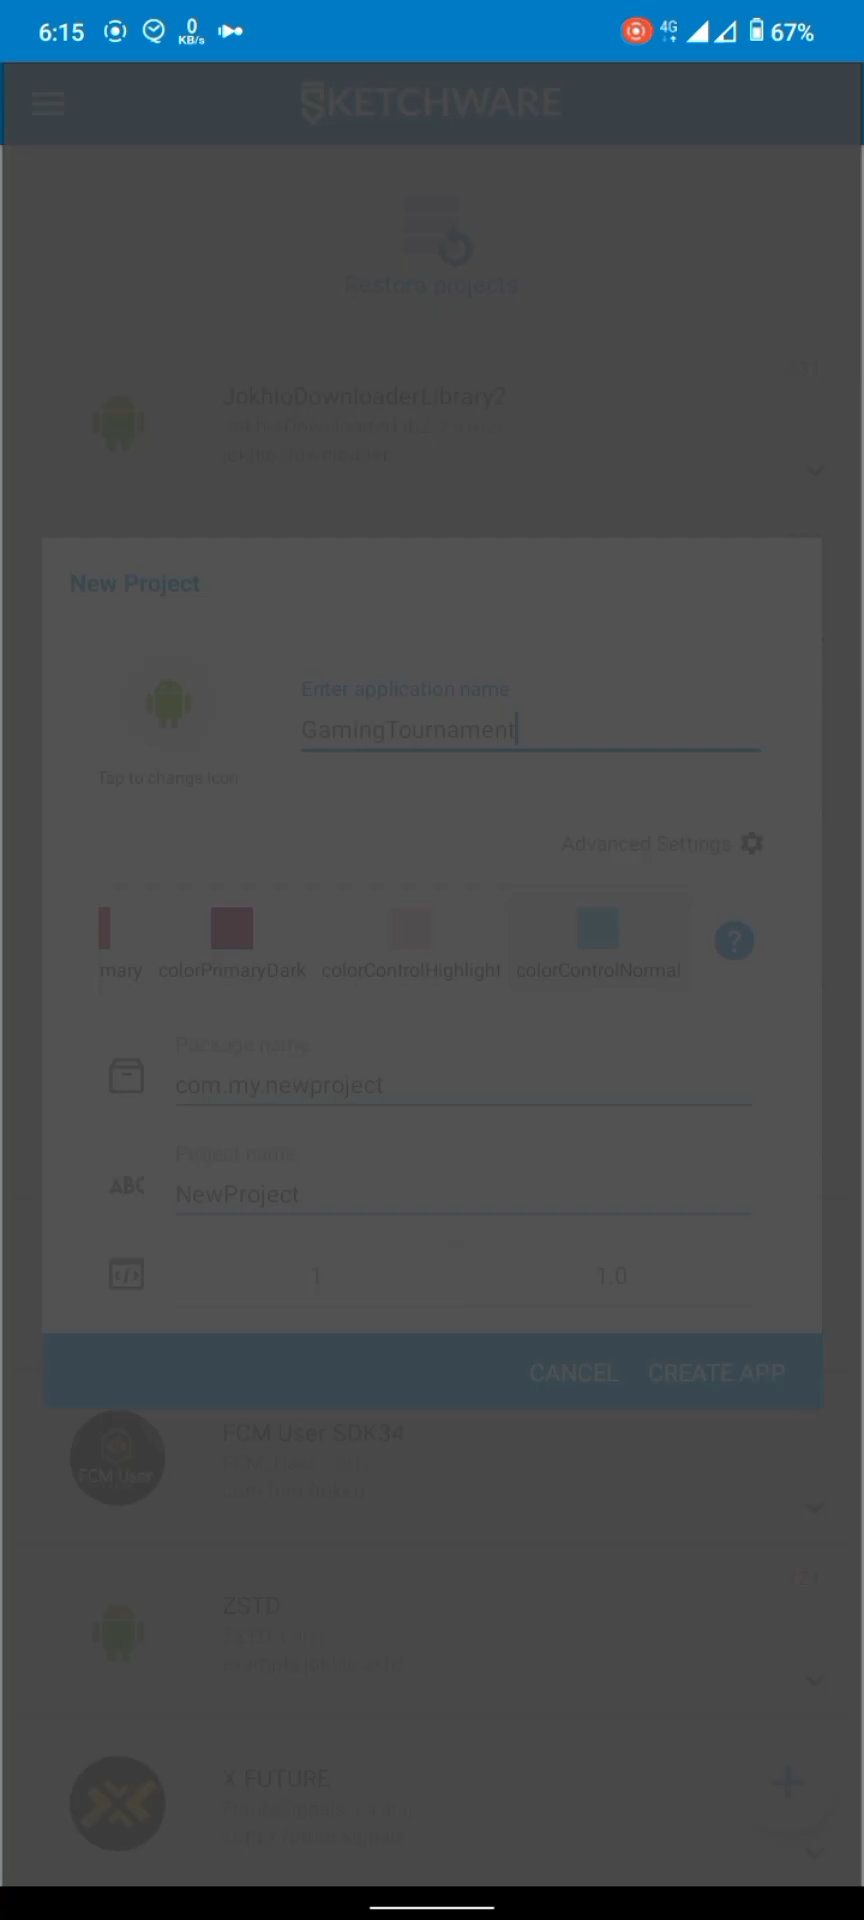 6:15
0
KB/s
4G
67%
SKETCHWARE
Restore projects
JokhioDownloaderLibrary2
New Project
Enter application name
GamingTournament
Tap to change icon
Advanced Settings
mary colorPrimaryDark colorControlHighlight colorControlNormal
?
Package name
com.my.newproject
Project name
ABC NewProject
</> 1 1.0
CANCEL CREATE APP
FCM User SDK34
FCM User
ZSTD
X FUTURE